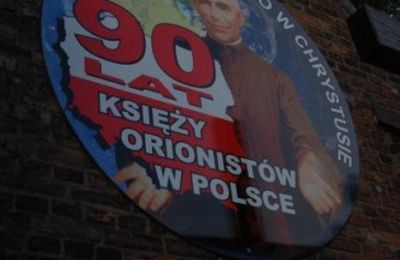 O W CHRYSTUSIE
90
LAT
KSIĘŻY
ORIONISTÓW
W POLSCE